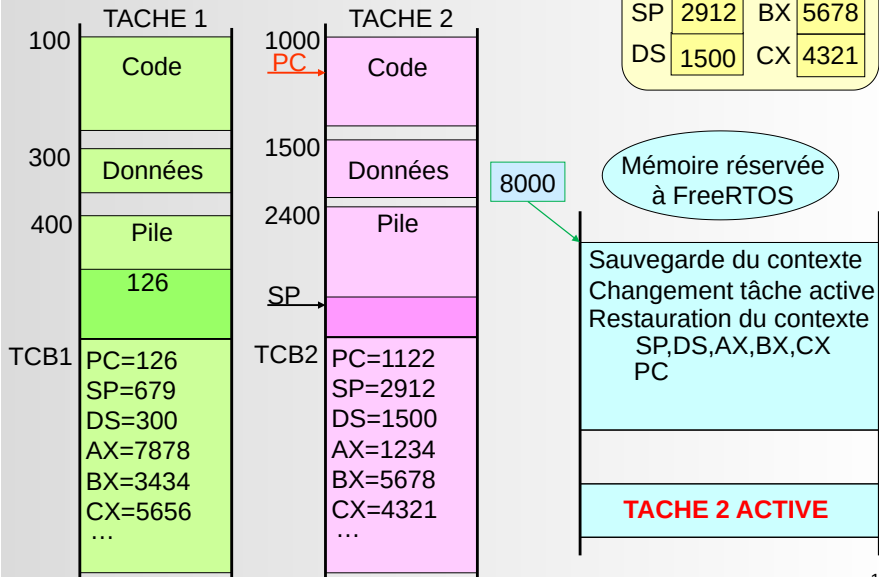 TACHE 1
100
Code
300
Données
400
Pile
126
TCB1
PC=126
SP=679
DS=300
AX=7878
BX=3434
CX=5656
…
TACHE 2
1000
PC
Code
1500
Données
2400
Pile
SP
TCB2
PC=1122
SP=2912
DS=1500
AX=1234
BX=5678
CX=4321
…
SP 2912 BX 5678
DS 1500 CX 4321
8000
Mémoire réservée
à FreeRTOS
Sauvegarde du contexte
Changement tâche active
Restauration du contexte
SP,DS,AX,BX,CX
PC
TACHE 2 ACTIVE